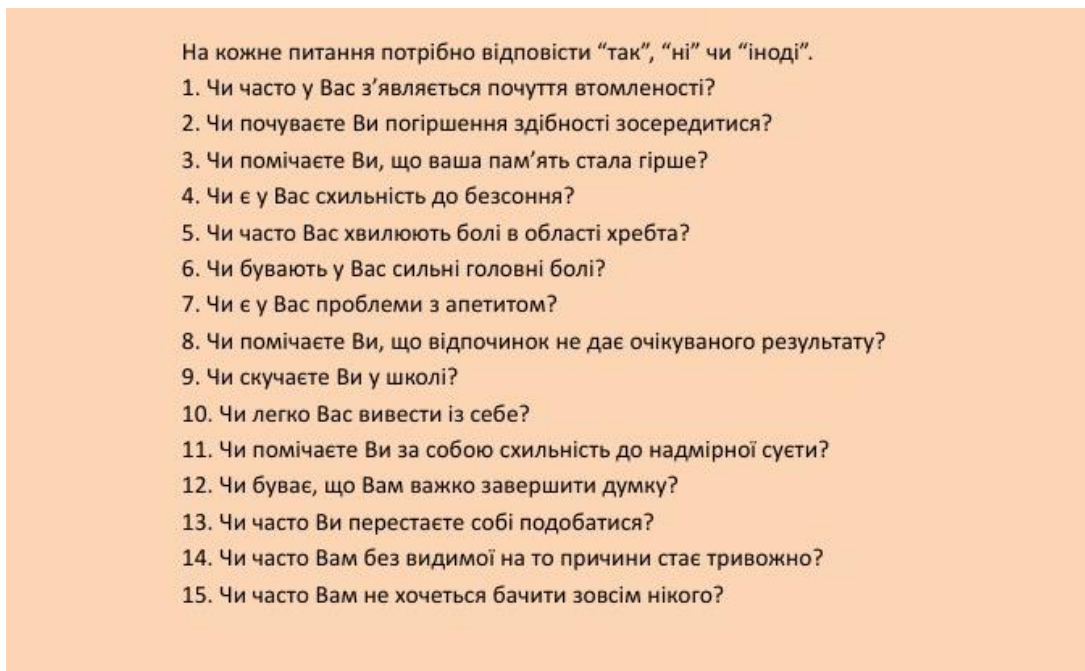 На кожне питання потрібно відповісти “так”, “ні” чи “іноді”.
1. Чи часто у Вас з’являється почуття втомленості?
2. Чи почуваєте Ви погіршення здібності зосередитися?
3. Чи помічаєте Ви, що ваша пам’ять стала гірше?
4. Чи є у Вас схильність до безсоння?
5. Чи часто Вас хвилюють болі в області хребта?
6. Чи бувають у Вас сильні головні болі?
7. Чи є у Вас проблеми з апетитом?
8. Чи помічаєте Ви, що відпочинок не дає очікуваного результату?
9. Чи скучаєте Ви у школі?
10. Чи легко Вас вивести із себе?
11. Чи помічаєте Ви за собою схильність до надмірної суєти?
12. Чи буває, що Вам важко завершити думку?
13. Чи часто Ви перестаєте собі подобатися?
14. Чи часто Вам без видимої на то причини стає тривожно?
15. Чи часто Вам не хочеться бачити зовсім нікого?